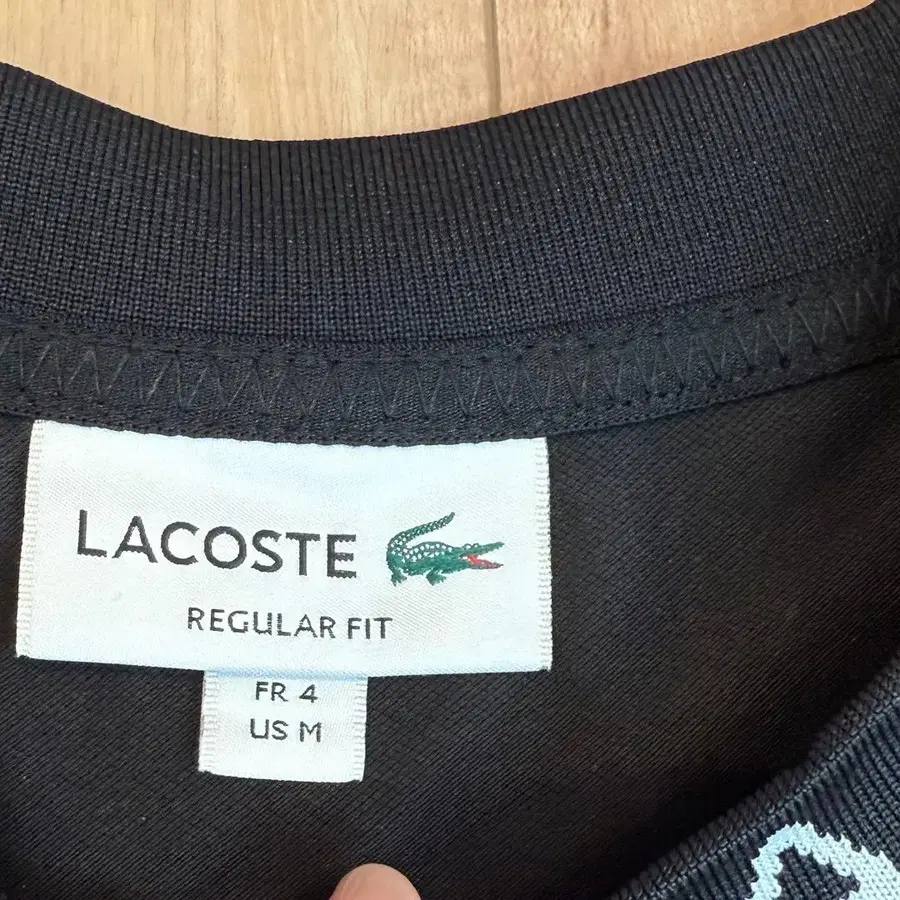 LACOSTE
REGULAR FIT
FR 4
US M